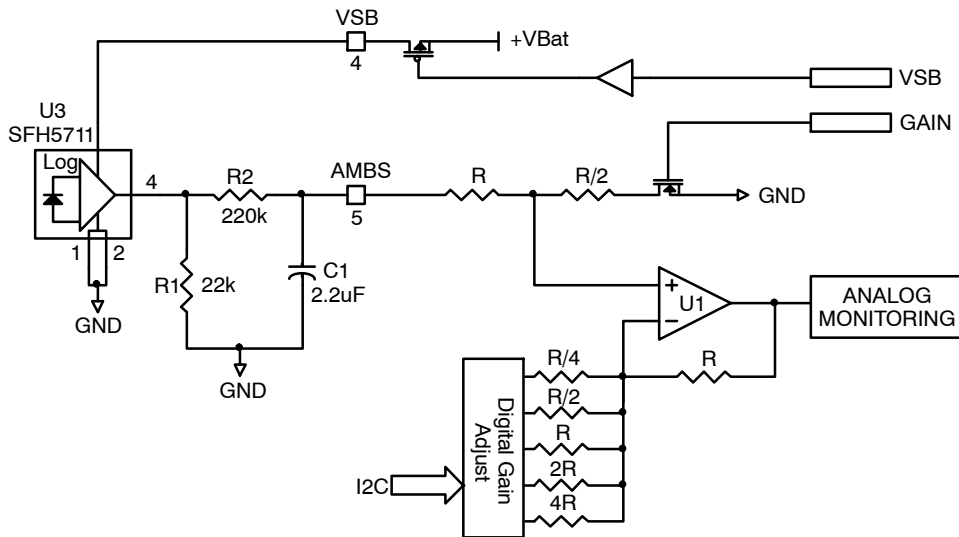 VSB
4
+VBat
VSB
GAIN
U3
SFH5711
Log
4
R2
220k
AMBS
5
R
R/2
GND
1
2
GND
R1
22k
C1
2.2uF
GND
+
U1
−
ANALOG
MONITORING
R
R/4
R/2
R
2R
4R
Digital Gain
Adjust
I2C